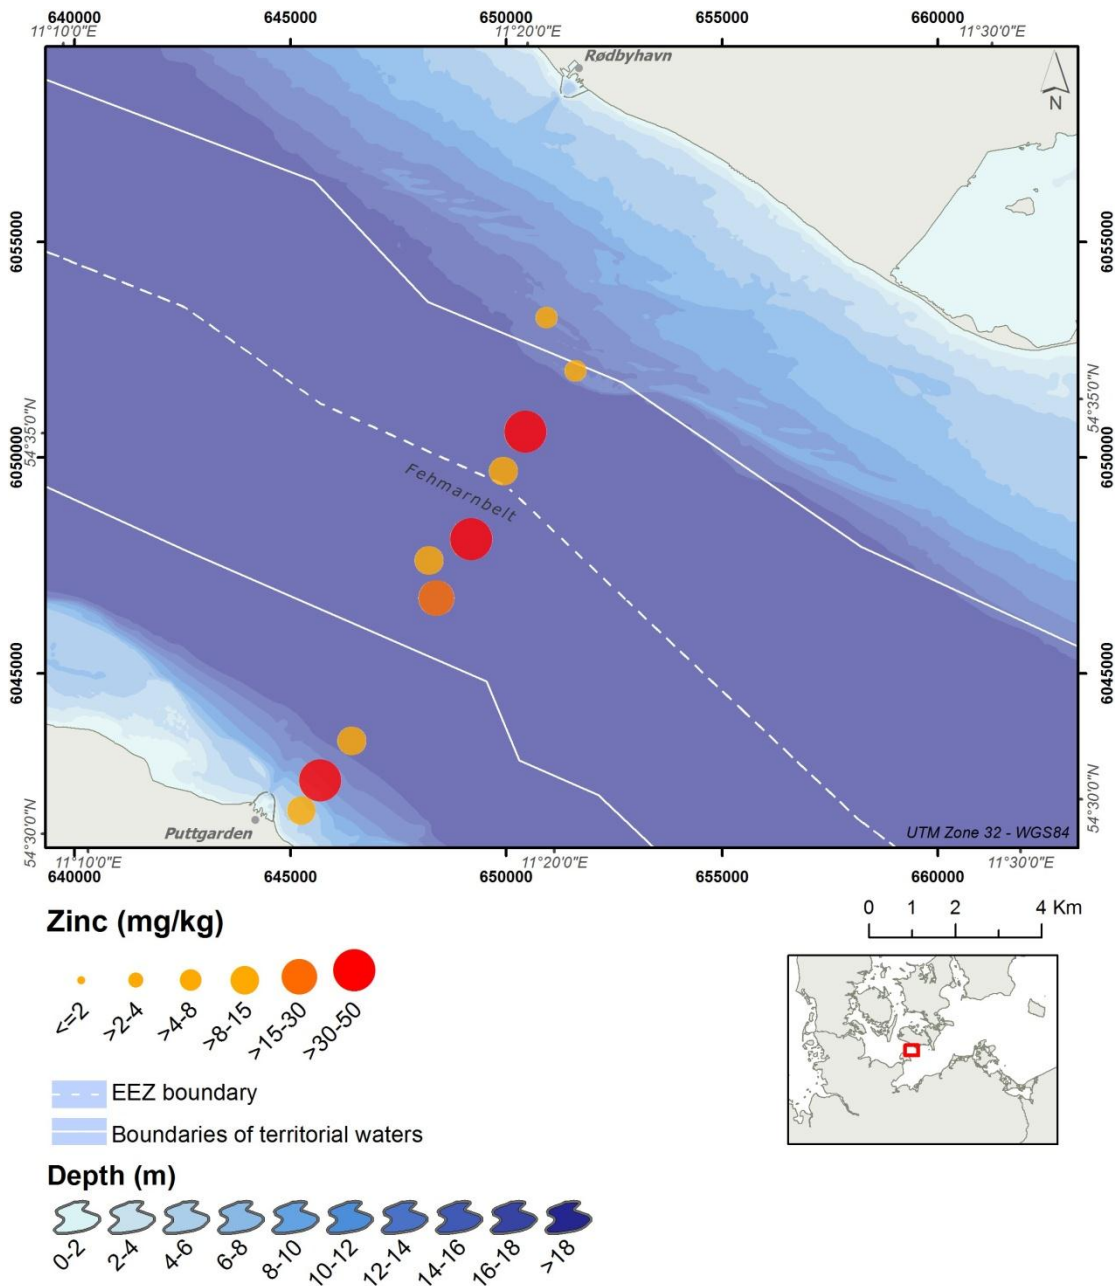 640000 645000 650000 655000 660000
11°10'0"E 11°20'0"E 11°30'0"E
Rødbyhavn
N
6055000 6055000
54°35'0"N 54°35'0"N
6050000 6050000
Fehmarnbelt
6045000 6045000
54°30'0"N 54°30'0"N
Puttgarden
UTM Zone 32 - WGS84
11°10'0"E 11°20'0"E 11°30'0"E
640000 645000 650000 655000 660000
Zinc (mg/kg)
<=2 >2-4 >4-8 >8-15 >15-30 >30-50
0 1 2 4 Km
EEZ boundary
Boundaries of territorial waters
Depth (m)
0-2 2-4 4-6 6-8 8-10 10-12 12-14 14-16 16-18 >18